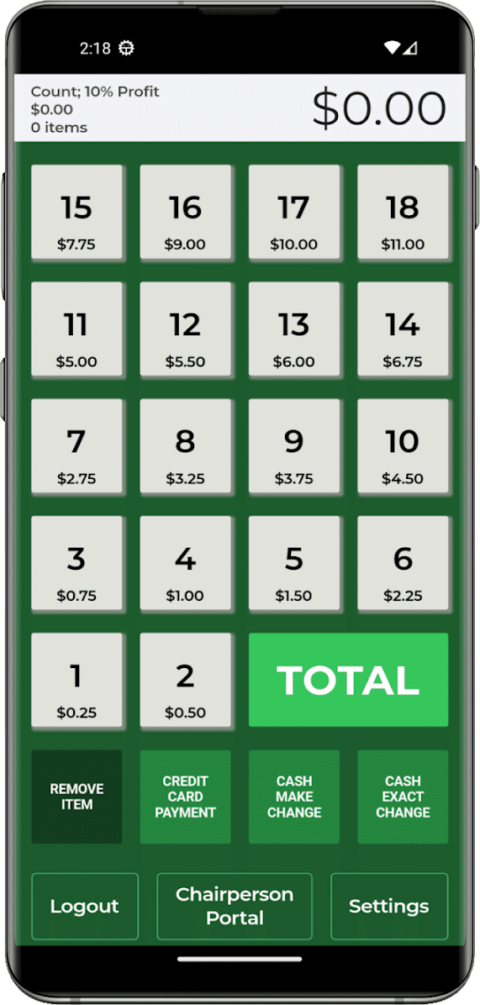 2:18
Count; 10% Profit
$0.00
0 items
$0.00
15 16 17 18
$7.75 $9.00 $10.00 $11.00
11 12 13 14
$5.00 $5.50 $6.00 $6.75
7 8 9 10
$2.75 $3.25 $3.75 $4.50
3 4 5 6
$0.75 $1.00 $1.50 $2.25
1 2 TOTAL
$0.25 $0.50
REMOVE
ITEM
CREDIT
CARD
PAYMENT
CASH
MAKE
CHANGE
CASH
EXACT
CHANGE
Logout
Chairperson
Portal
Settings